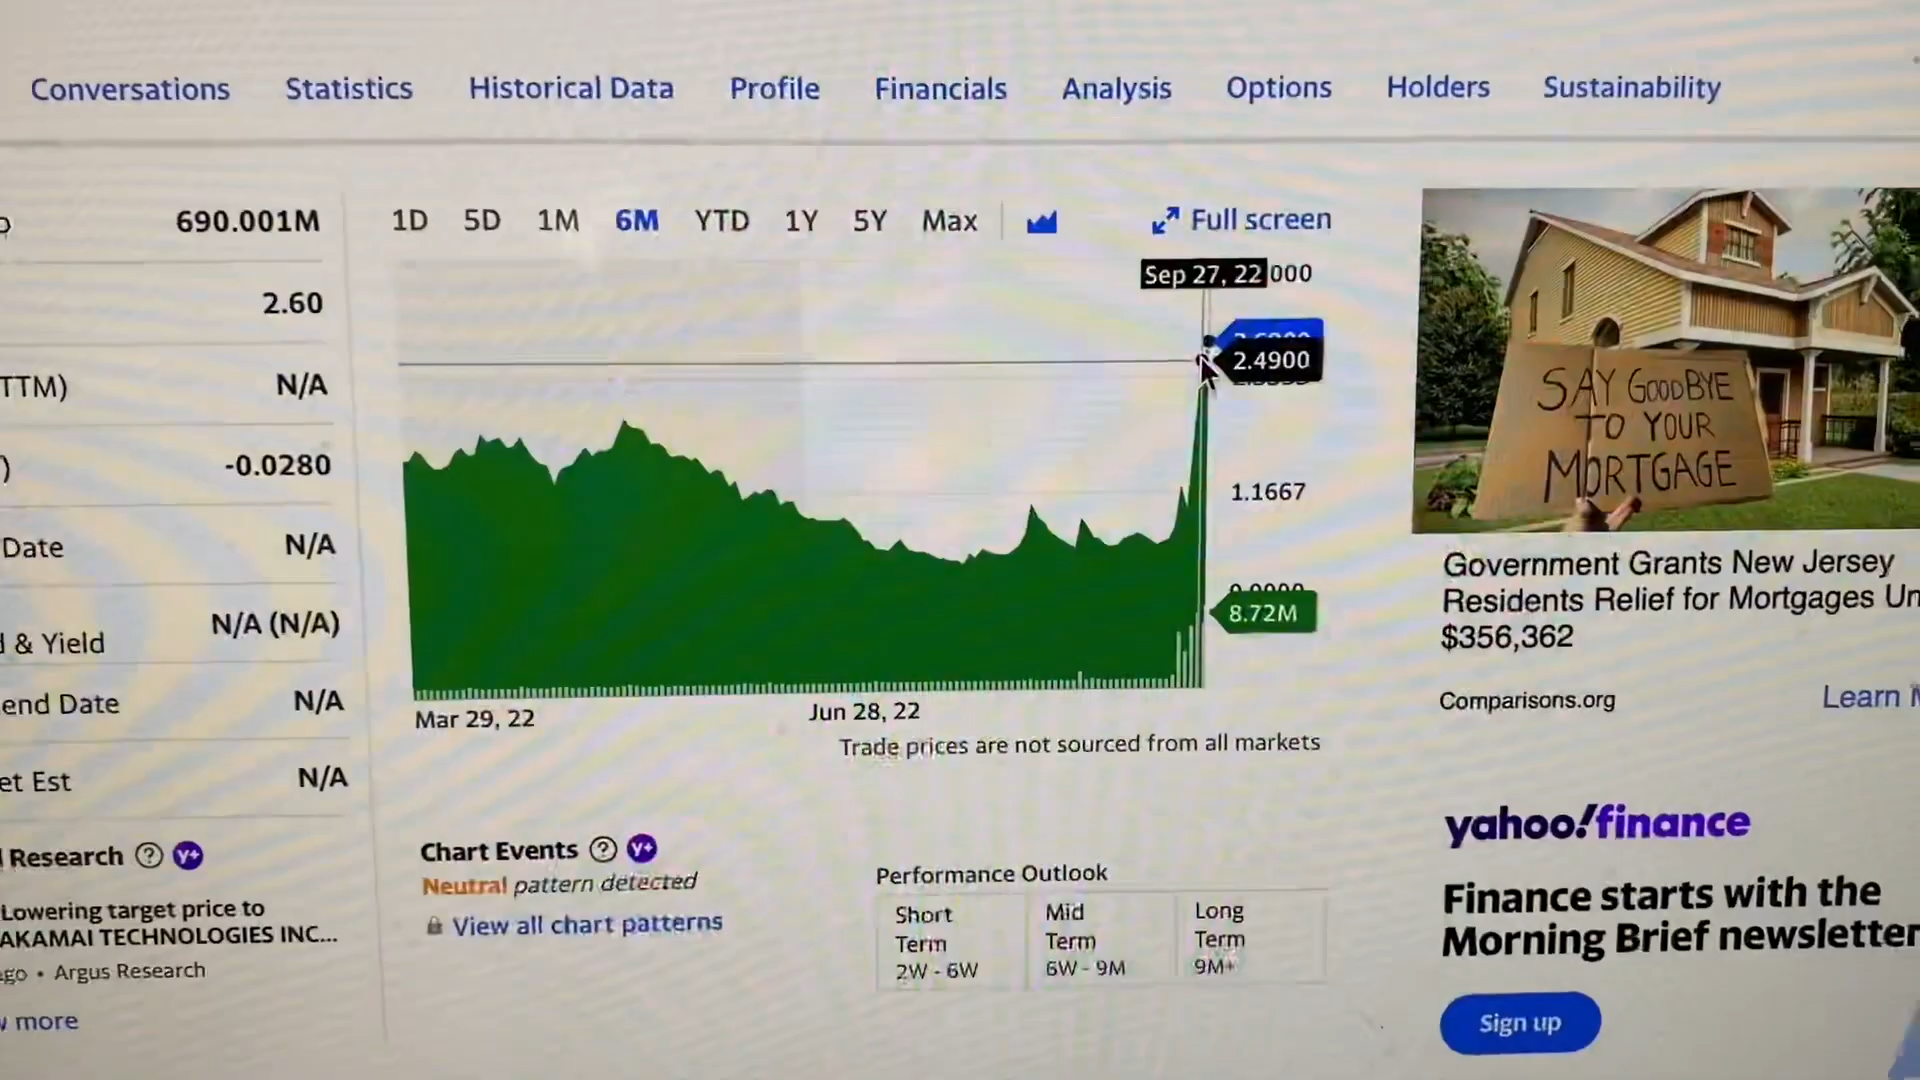 Conversations Statistics Historical Data Profile Financials Analysis Options Holders Sustainability
690.001M
2.60
TTM) N/A
) -0.0280
Date N/A
& Yield N/A (N/A)
end Date N/A
et Est N/A
Research ? y+
Lowering target price to
AKAMAI TECHNOLOGIES INC...
go • Argus Research
more
1D 5D 1M 6M YTD 1Y 5Y Max Full screen
Sep 27, 22 000
2.4900
1.1667
8.72M
Mar 29, 22 Jun 28, 22
Trade prices are not sourced from all markets
Chart Events ? y+
Neutral pattern detected
View all chart patterns
Performance Outlook
Short
Term
2W - 6W
Mid
Term
6W - 9M
Long
Term
9M+
SAY GOODBYE
TO YOUR
MORTGAGE
Government Grants New Jersey
Residents Relief for Mortgages Un
$356,362
Comparisons.org Learn
yahoo!finance
Finance starts with the
Morning Brief newsletter
Sign up